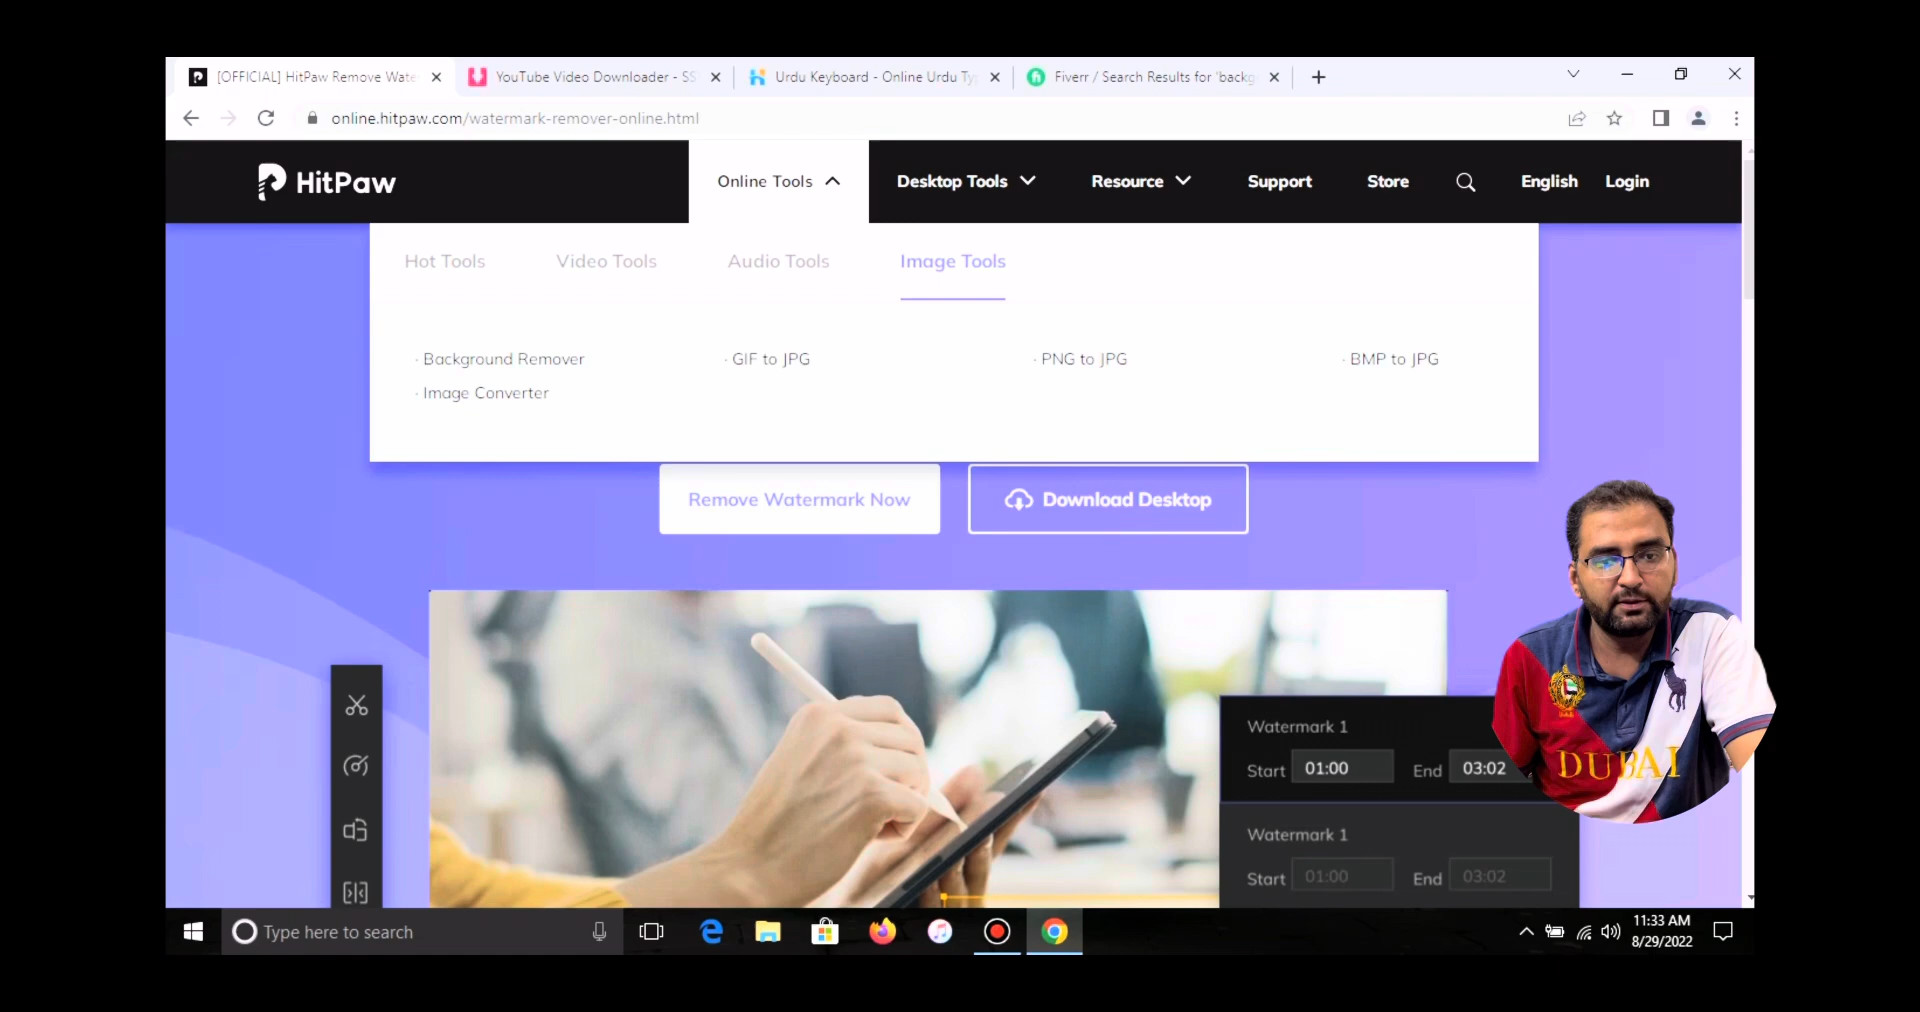 [OFFICIAL] HitPaw Remove Wate
YouTube Video Downloader - SS
Urdu Keyboard - Online Urdu Ty
Fiverr / Search Results for 'backg
online.hitpaw.com/watermark-remover-online.html
HitPaw
Online Tools
Desktop Tools
Resource
Support
Store
English
Login
Hot Tools
Video Tools
Audio Tools
Image Tools
· Background Remover
· GIF to JPG
· PNG to JPG
· BMP to JPG
· Image Converter
Remove Watermark Now
Download Desktop
Watermark 1
Start 01:00 End 03:02
Watermark 1
Start 01:00 End 03:02
DUBAI
Type here to search
11:33 AM
8/29/2022